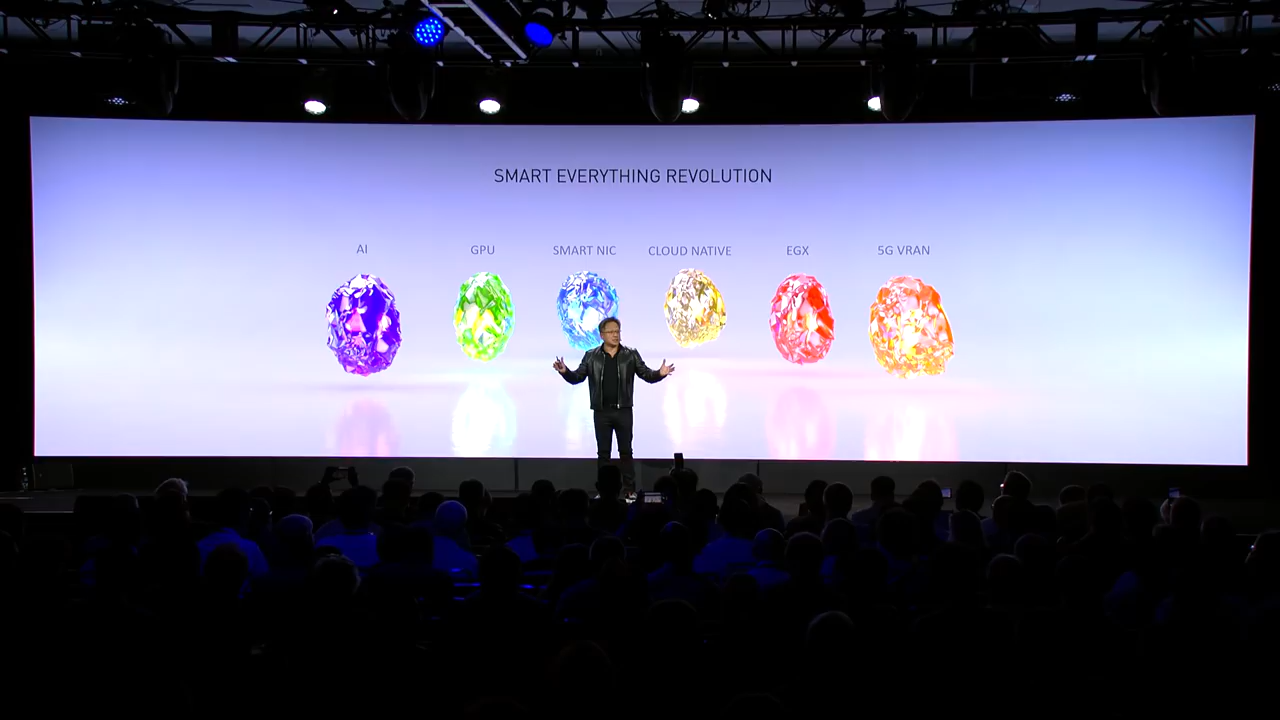 SMART EVERYTHING REVOLUTION
AI
GPU
SMART NIC
CLOUD NATIVE
EGX
5G VRAN